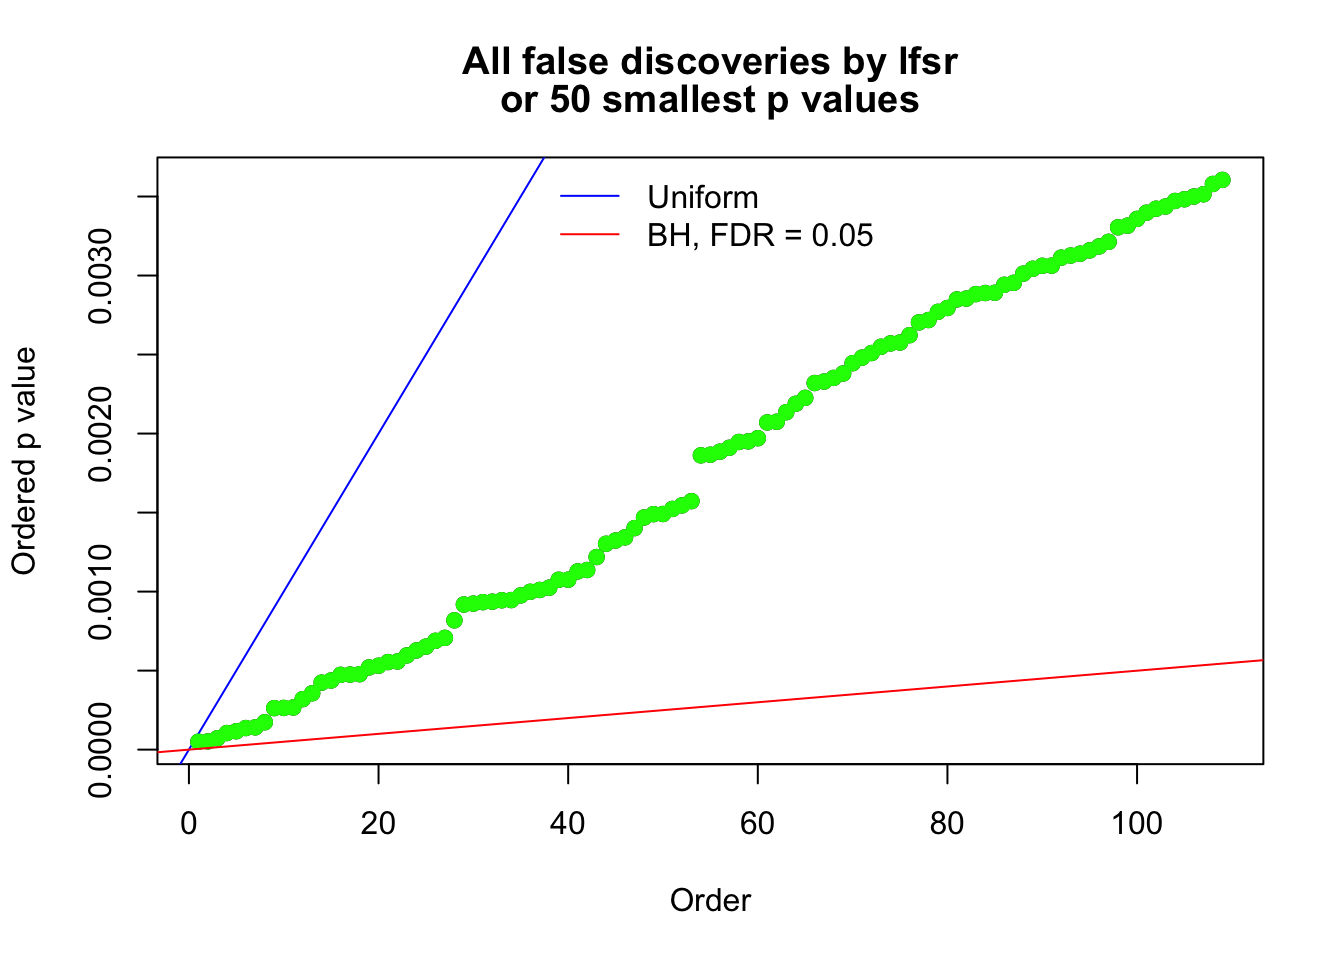 All false discoveries by lfsr
or 50 smallest p values
Uniform
BH, FDR = 0.05
Ordered p value
0.0030
0.0020
0.0010
0.0000
0 20 40 60 80 100
Order